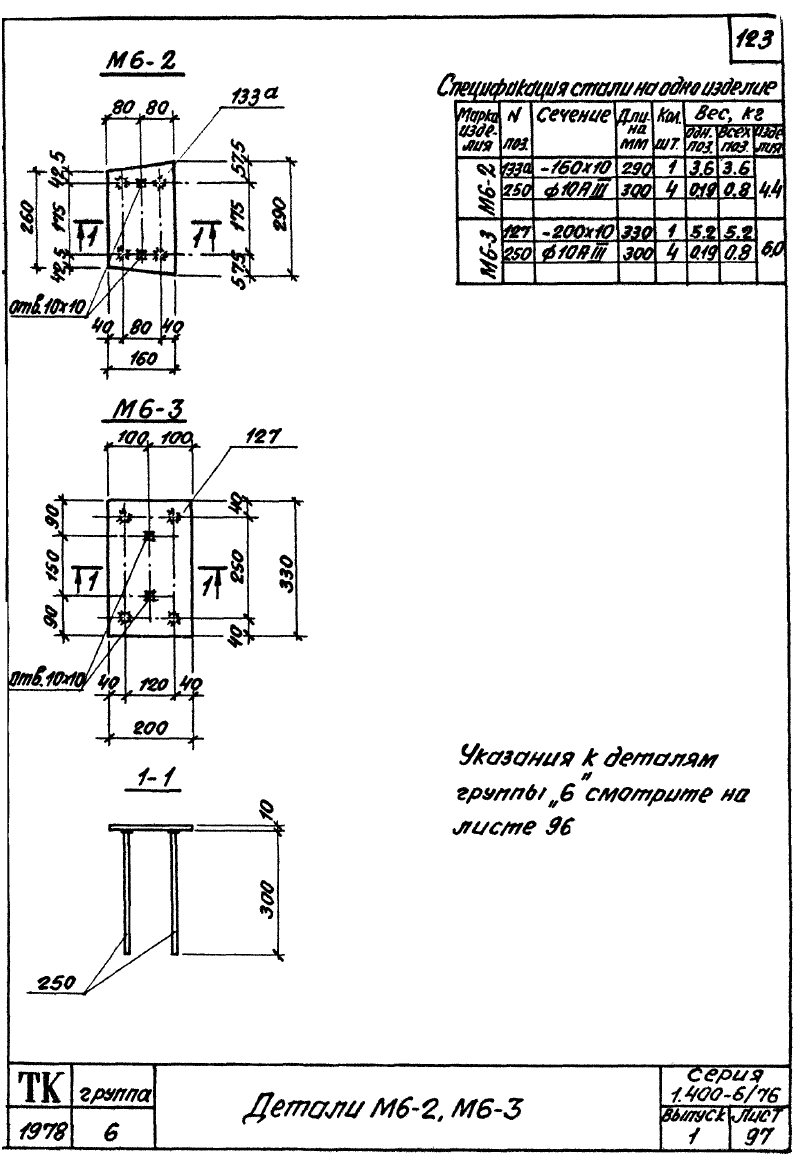 123
М6-2
80 80
133а
42,5
175
42,5
260
57,5
175
57,5
290
1 1
отв.10х10
40 80 40
160
М6-3
100 100
127
90
150
90
40
250
40
330
1 1
Отв.10х10
40 120 40
200
1-1
10
300
250
Спецификация стали на одно изделие
Марка изделия N поз. Сечение Длина мм Кол. шт. Вес, кг
одн. поз. Всех поз. Изделия
М6-2 133а -160х10 290 1 3.6 3.6 4.4
250 ф10АIII 300 4 0.19 0.8
М6-3 127 -200х10 330 1 5.2 5.2 6,0
250 ф10АIII 300 4 0.19 0.8
Указания к деталям
группы „6" смотрите на
листе 96
ТК группа
1978 6
Детали М6-2, М6-3
Серия
1.400-6/76
Выпуск Лист
1 97